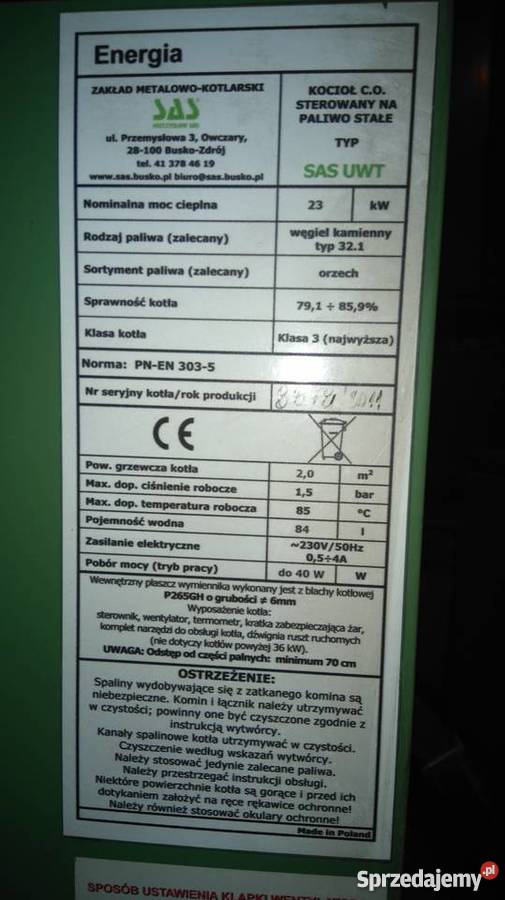 Energia
ZAKŁAD METALOWO-KOTLARSKI
SAS
ul. Przemysłowa 3, Owczary,
28-100 Busko-Zdrój
tel. 41 378 46 19
www.sas.busko.pl biuro@sas.busko.pl
KOCIOŁ C.O.
STEROWANY NA
PALIWO STAŁE
TYP
SAS UWT
Nominalna moc cieplna 23 kW
Rodzaj paliwa (zalecany) węgiel kamienny
typ 32.1
Sortyment paliwa (zalecany) orzech
Sprawność kotła 79,1 ÷ 85,9%
Klasa kotła Klasa 3 (najwyższa)
Norma: PN-EN 303-5
Nr seryjny kotła/rok produkcji
CE
Pow. grzewcza kotła 2,0 m²
Max. dop. ciśnienie robocze 1,5 bar
Max. dop. temperatura robocza 85 °C
Pojemność wodna 84 l
Zasilanie elektryczne ~230V/50Hz
0,5÷4A
Pobór mocy (tryb pracy) do 40 W W
Wewnętrzny płaszcz wymiennika wykonany jest z blachy kotłowej
P265GH o grubości ≠ 6mm
Wyposażenie kotła:
sterownik, wentylator, termometr, kratka zabezpieczająca żar,
komplet narzędzi do obsługi kotła, dźwignia ruszt ruchomych
(nie dotyczy kotłów powyżej 36 kW).
UWAGA: Odstęp od części palnych: minimum 70 cm
OSTRZEŻENIE:
Spaliny wydobywające się z zatkanego komina są
niebezpieczne. Komin i łącznik należy utrzymywać
w czystości; powinny one być czyszczone zgodnie z
instrukcją wytwórcy.
Kanały spalinowe kotła utrzymywać w czystości.
Czyszczenie według wskazań wytwórcy.
Należy stosować jedynie zalecane paliwa.
Należy przestrzegać instrukcji obsługi.
Niektóre powierzchnie kotła są gorące i przed ich
dotykaniem założyć na ręce rękawice ochronne!
Należy również stosować okulary ochronne!
Made in Poland
SPOSÓB USTAWIENIA KLAPKI
Sprzedajemy.pl